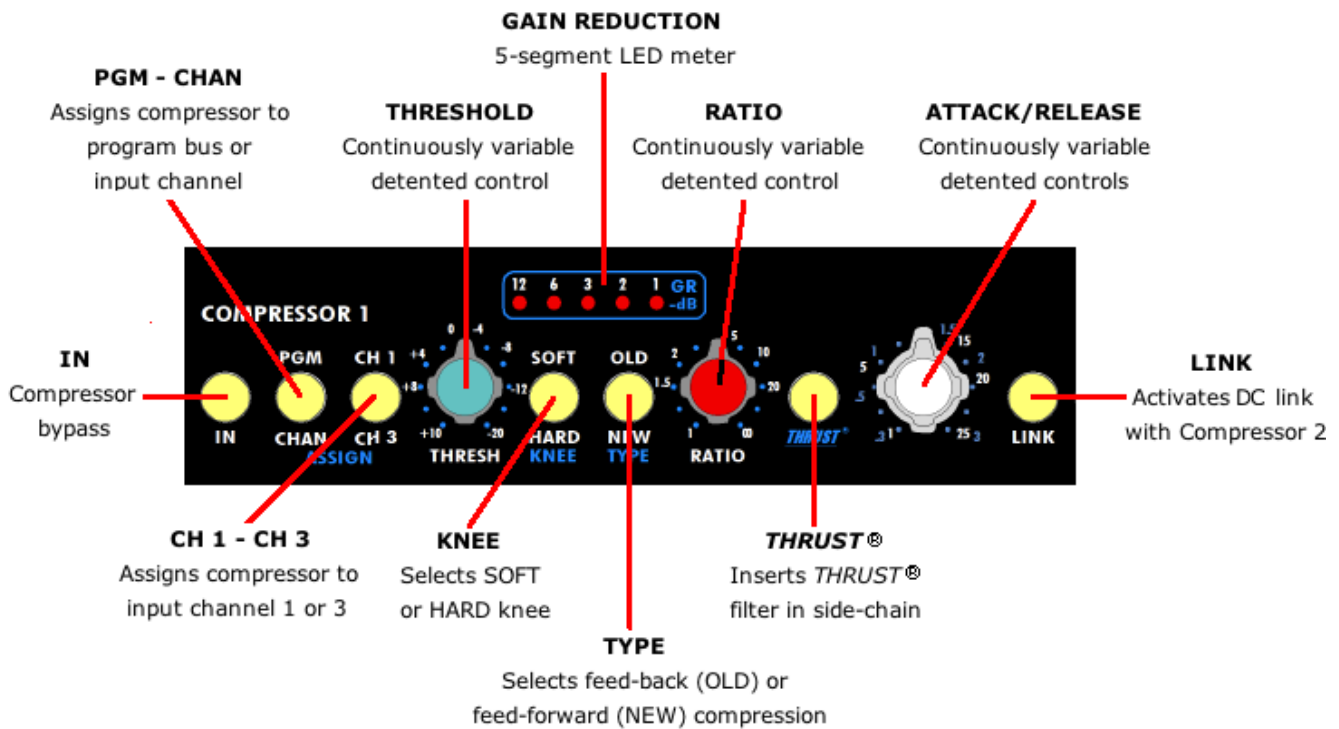 GAIN REDUCTION
5-segment LED meter
PGM - CHAN
Assigns compressor to
program bus or
input channel
THRESHOLD
Continuously variable
detented control
RATIO
Continuously variable
detented control
ATTACK/RELEASE
Continuously variable
detented controls
IN
Compressor
bypass
COMPRESSOR 1
12 6 3 2 1 GR
-dB
PGM CH 1
IN CHAN CH 3
ASSIGN
0 -4
+4 -8
+8 -12
+10 -20
THRESH
SOFT
HARD
KNEE
OLD
NEW
TYPE
5
2 10
1.5 20
1 ∞
RATIO
THRUST®
1.5
15
1 2
5 20
.5
.3 1 25 3
LINK
LINK
Activates DC link
with Compressor 2
CH 1 - CH 3
Assigns compressor to
input channel 1 or 3
KNEE
Selects SOFT
or HARD knee
TYPE
Selects feed-back (OLD) or
feed-forward (NEW) compression
THRUST®
Inserts THRUST®
filter in side-chain